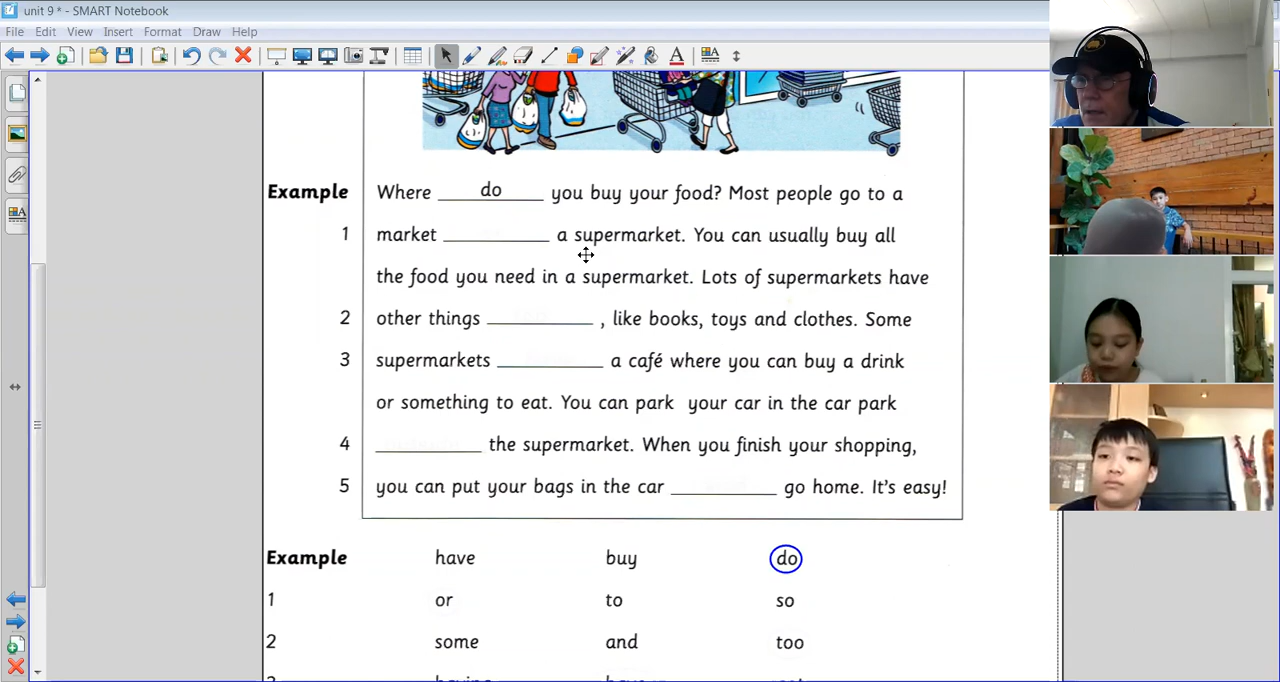 unit 9 * - SMART Notebook
File Edit View Insert Format Draw Help
Example Where do you buy your food? Most people go to a
1 market __________ a supermarket. You can usually buy all
the food you need in a supermarket. Lots of supermarkets have
2 other things __________ , like books, toys and clothes. Some
3 supermarkets __________ a café where you can buy a drink
or something to eat. You can park your car in the car park
4 __________ the supermarket. When you finish your shopping,
5 you can put your bags in the car __________ go home. It's easy!
Example have buy do
1 or to so
2 some and too